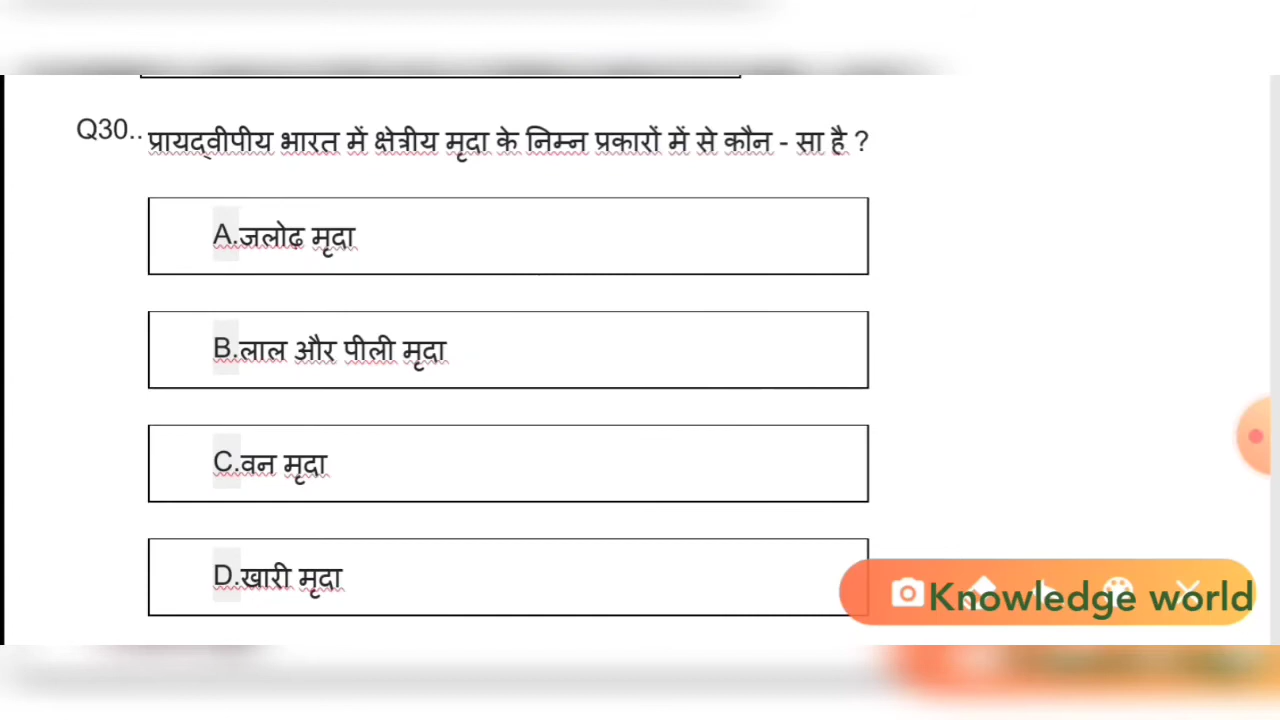 Q30.. प्रायद्वीपीय भारत में क्षेत्रीय मृदा के निम्न प्रकारों में से कौन - सा है ?
A.जलोढ़ मृदा
B.लाल और पीली मृदा
C.वन मृदा
D.खारी मृदा
Knowledge world